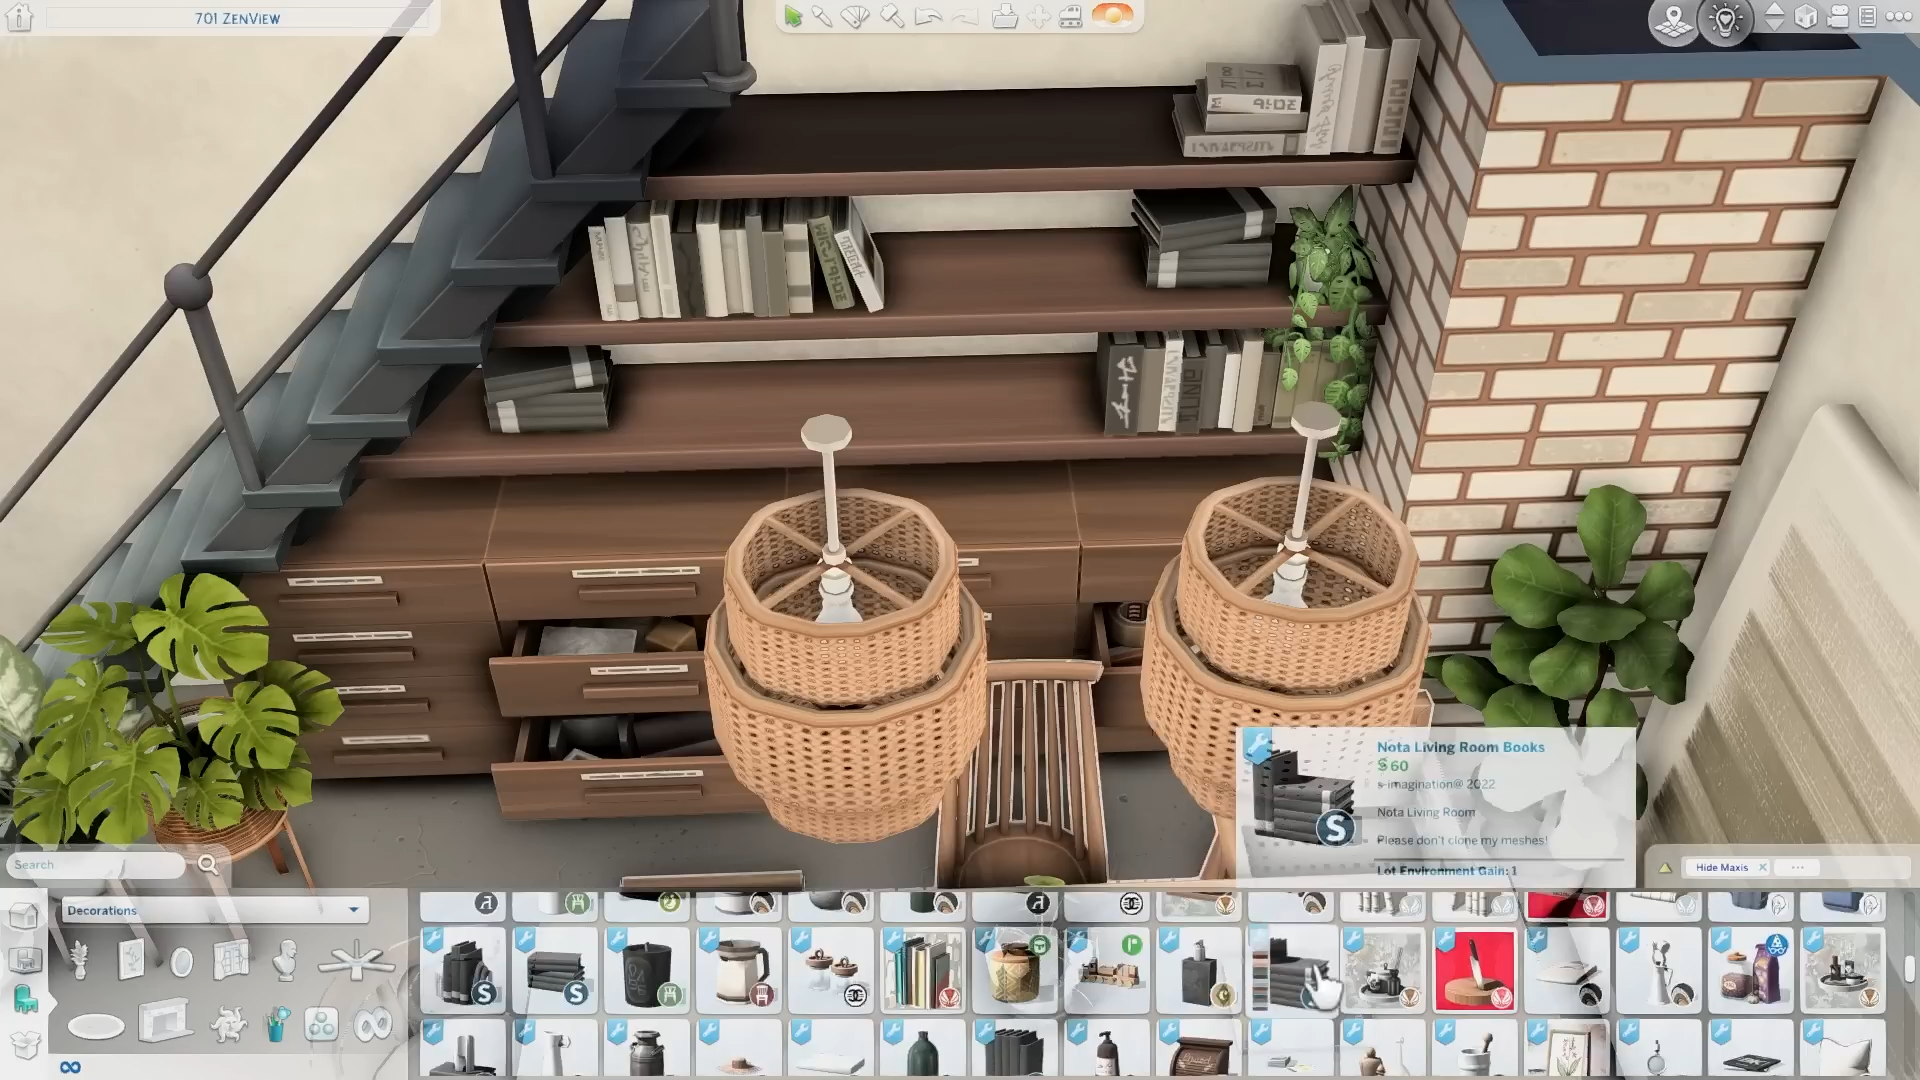 701 ZENVIEW
UNIVERSITY
Nota Living Room Books
§60
s-imagination@ 2022
Nota Living Room
Please don't clone my meshes!
Lot Environment Gain: 1
Search
Hide Maxis
Decorations